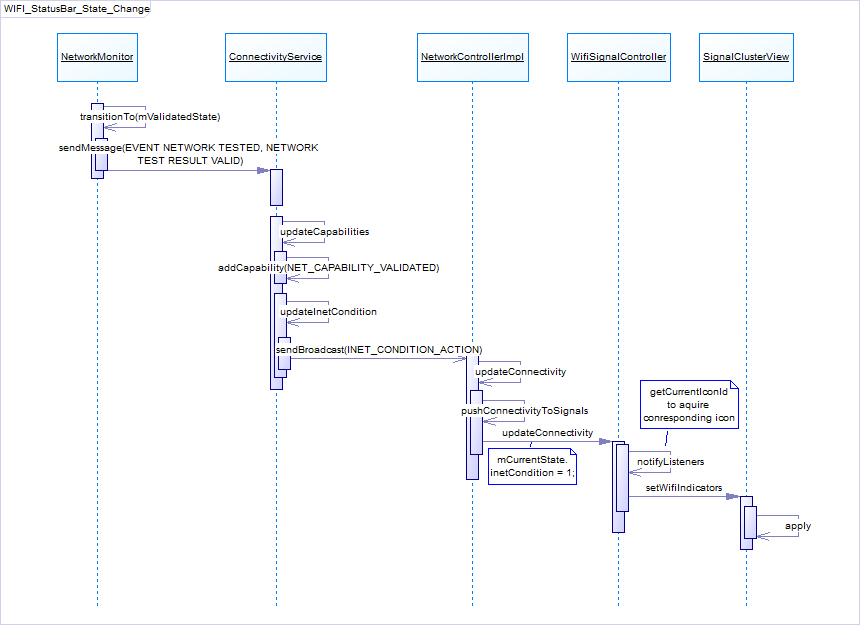 WIFI_StatusBar_State_Change
NetworkMonitor
ConnectivityService
NetworkControllerImpl
WifiSignalController
SignalClusterView
transitionTo(mValidatedState)
sendMessage(EVENT NETWORK TESTED, NETWORK
TEST RESULT VALID)
updateCapabilities
addCapability(NET_CAPABILITY_VALIDATED)
updateInetCondition
sendBroadcast(INET_CONDITION_ACTION)
updateConnectivity
getCurrentIconId
to aquire
conresponding icon
pushConnectivityToSignals
updateConnectivity
mCurrentState.
inetCondition = 1;
notifyListeners
setWifiIndicators
apply